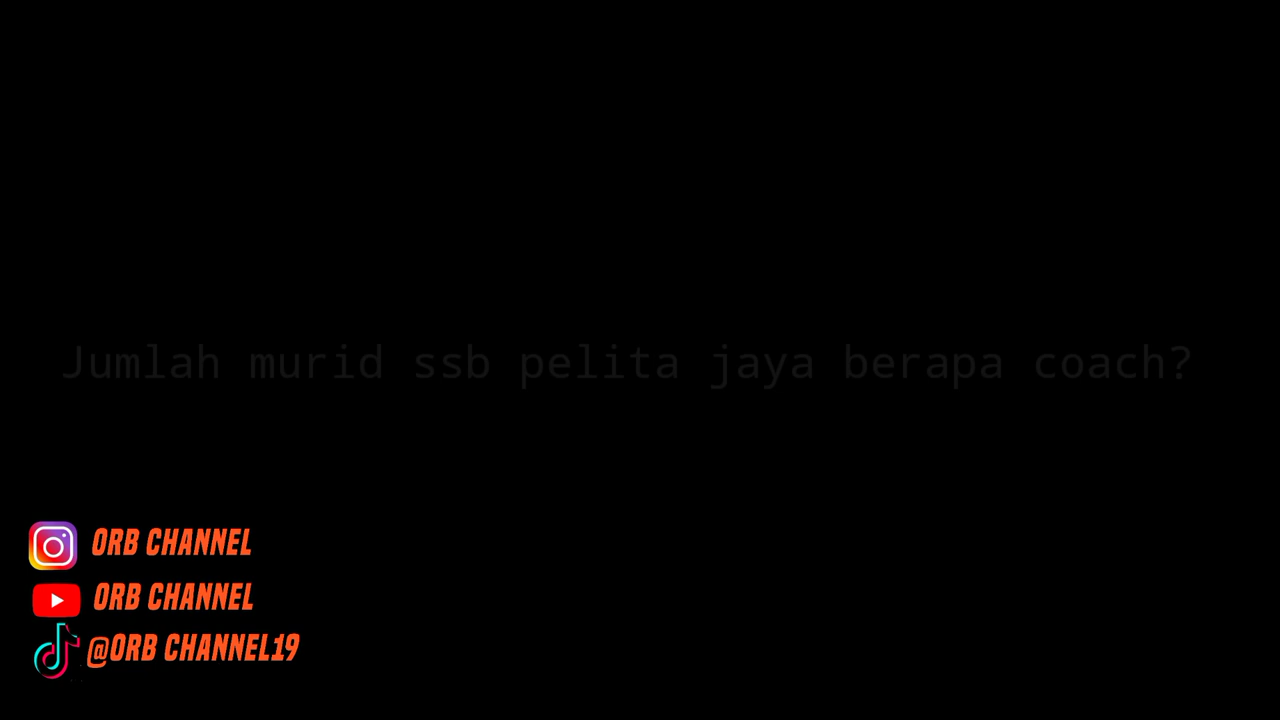 Jumlah murid ssb pelita jaya berapa coach?
ORB CHANNEL
ORB CHANNEL
@ORB CHANNEL19